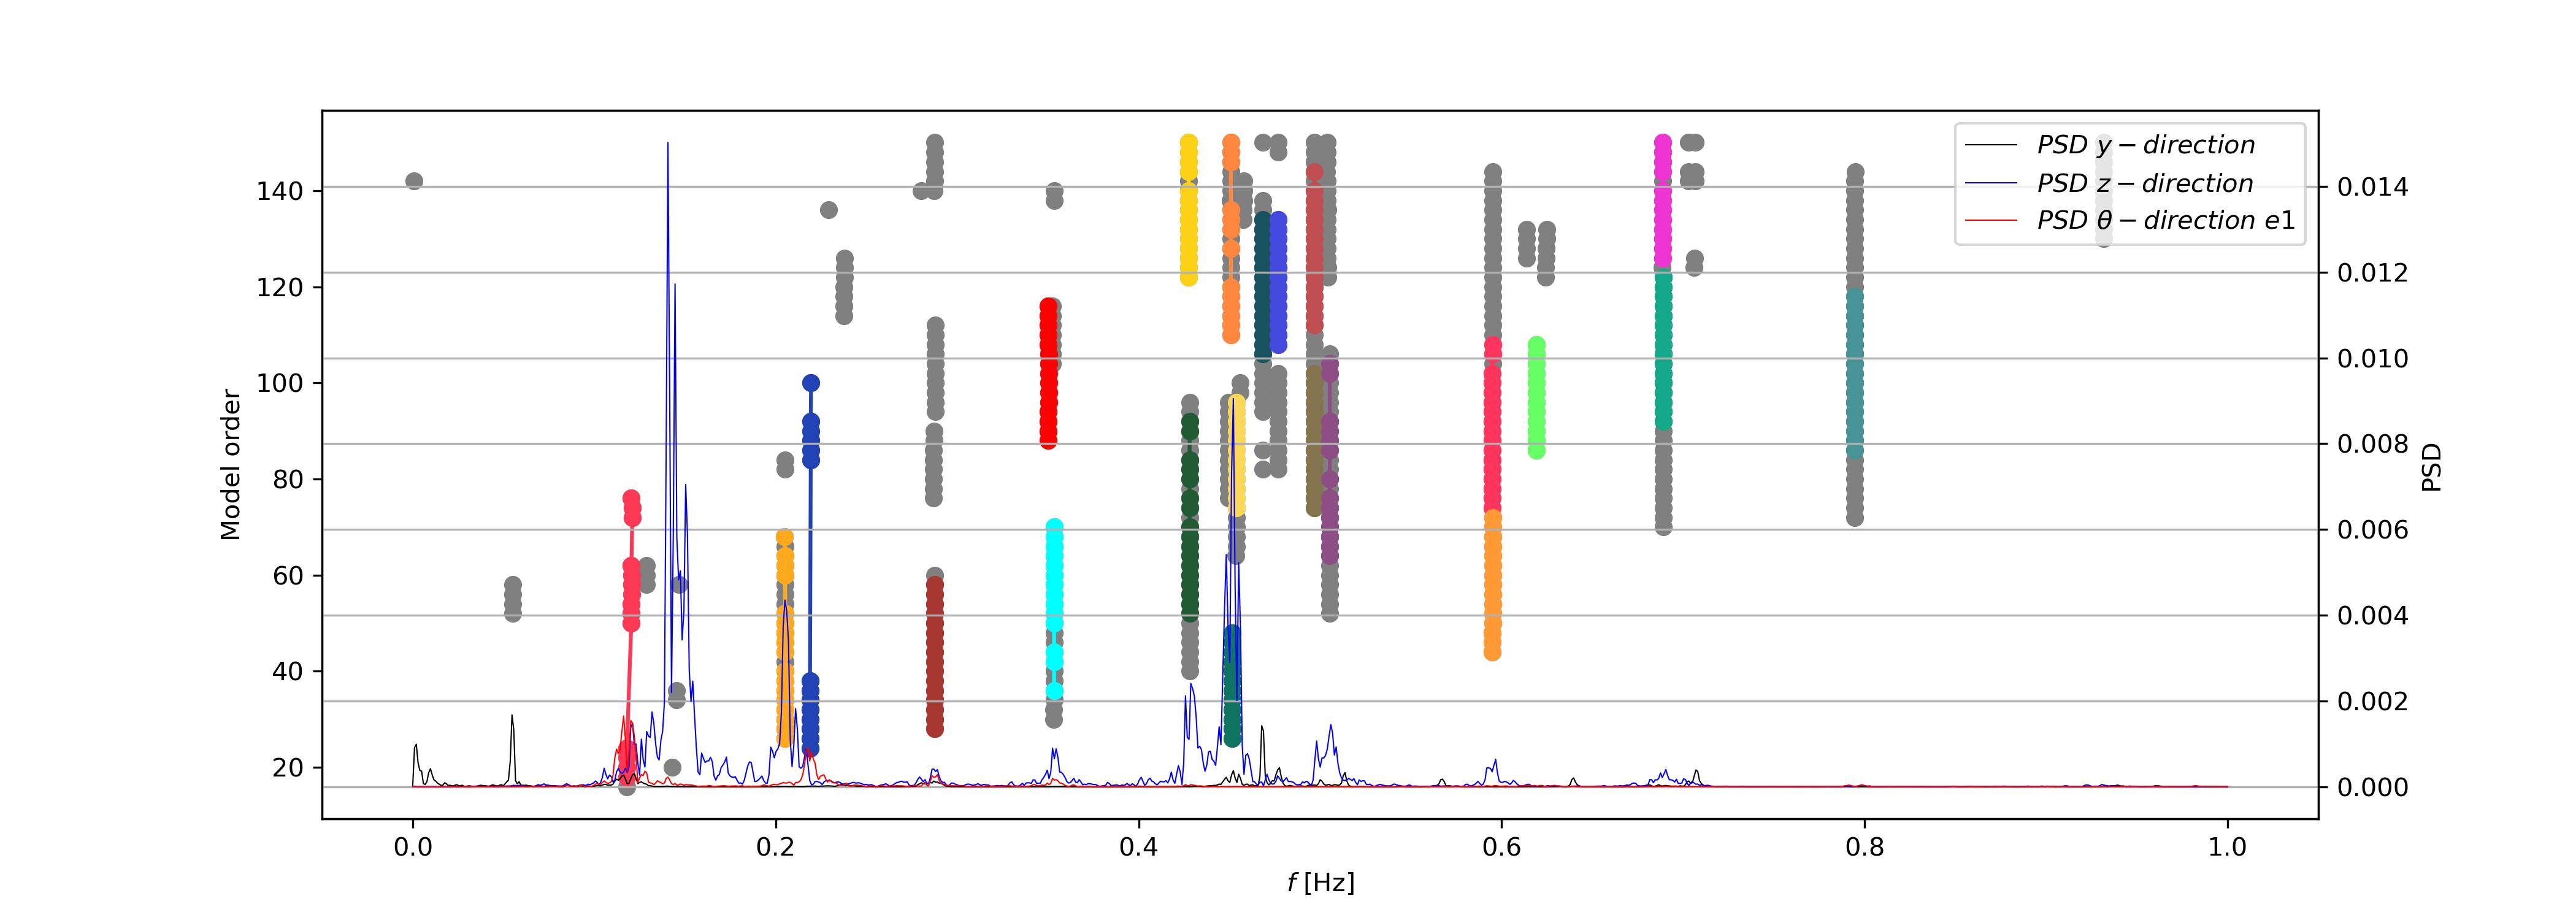 PSD y − direction
PSD z − direction
PSD θ − direction e1
140
120
100
80
60
40
20
Model order
0.014
0.012
0.010
0.008
0.006
0.004
0.002
0.000
PSD
0.0 0.2 0.4 0.6 0.8 1.0
f [Hz]